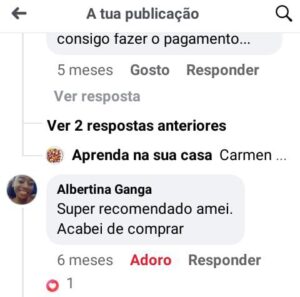 A tua publicação
consigo fazer o pagamento...
5 meses Gosto Responder
Ver resposta
Ver 2 respostas anteriores
Aprenda na sua casa Carmen ...
Albertina Ganga
Super recomendado amei.
Acabei de comprar
6 meses Adoro Responder
1